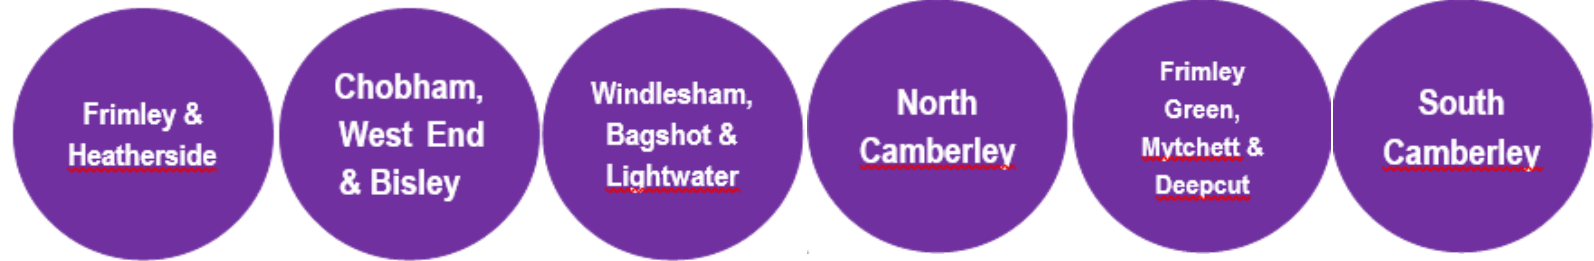 Frimley &
Heatherside
Chobham,
West End
& Bisley
Windlesham,
Bagshot &
Lightwater
North
Camberley
Frimley
Green,
Mytchett &
Deepcut
South
Camberley